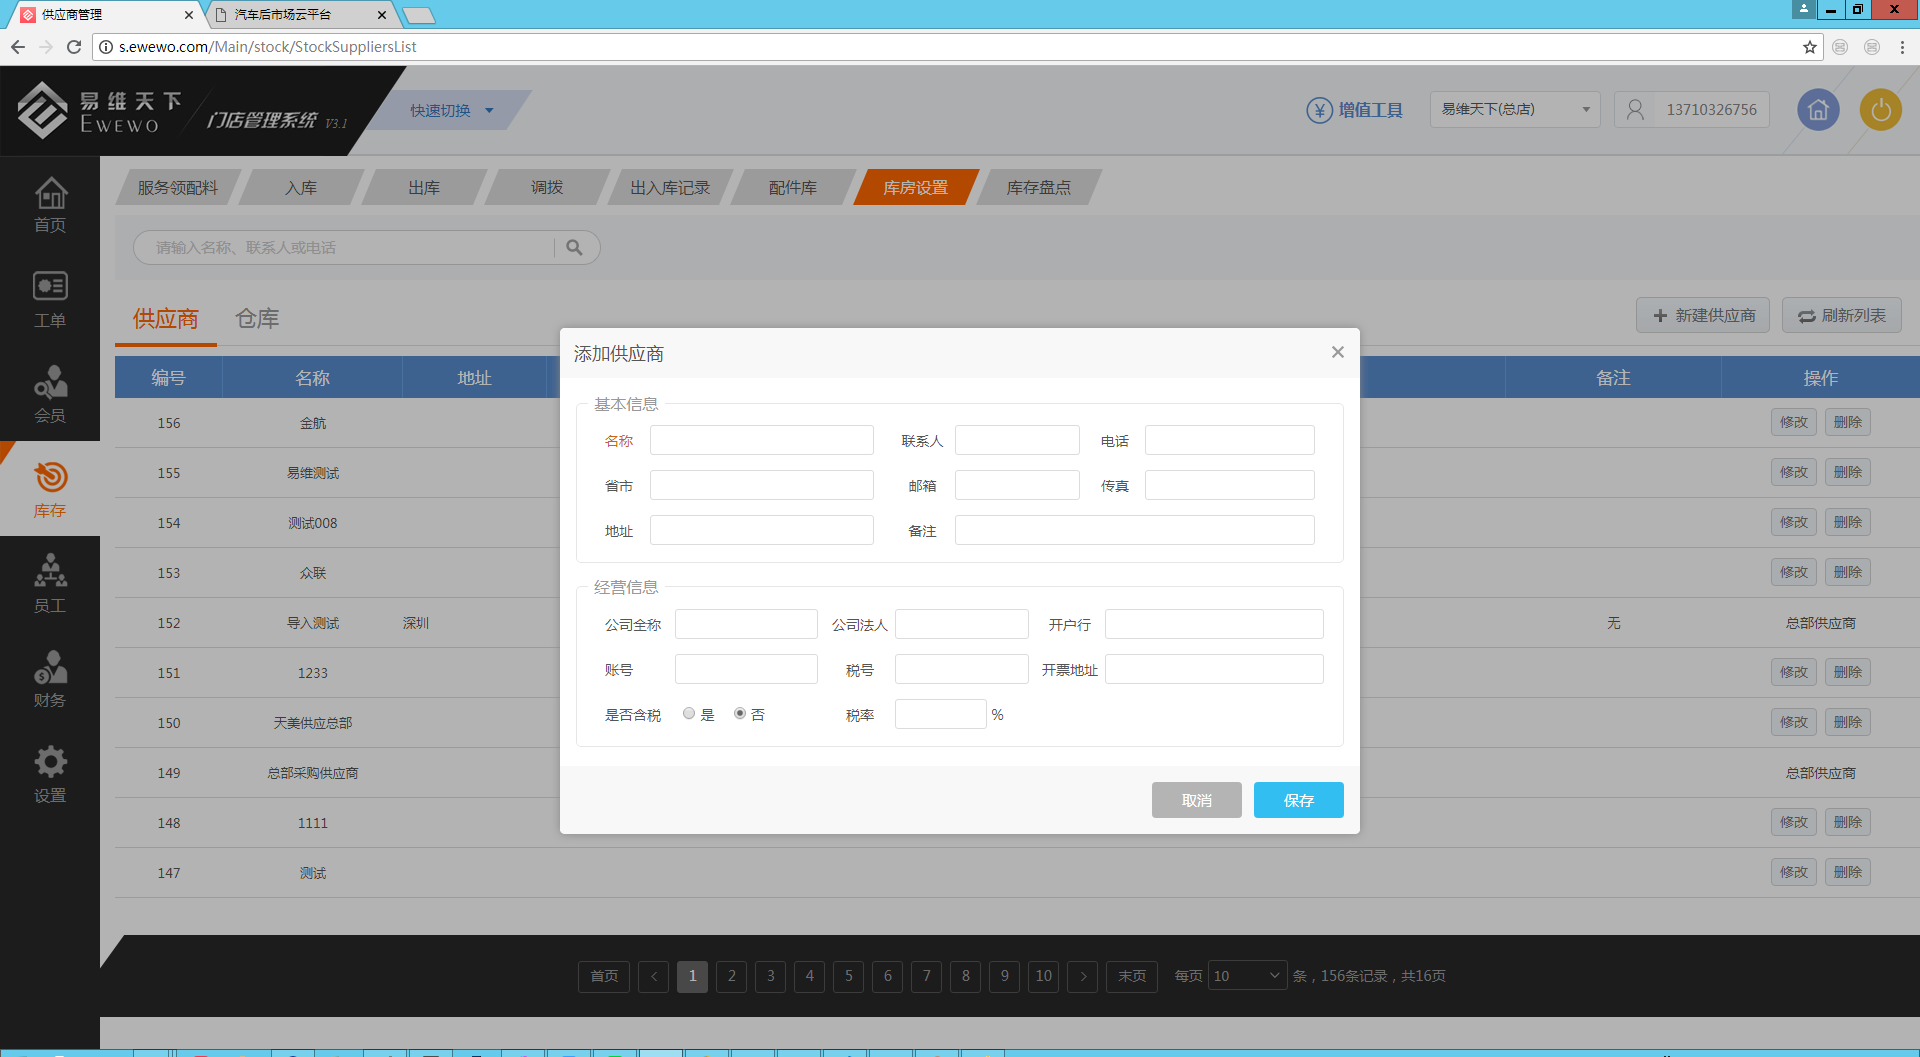 供应商管理
汽车后市场云平台
s.ewewo.com/Main/stock/StockSuppliersList
易维天下
EWEWO
门店管理系统 V3.1
快速切换
增值工具
易维天下(总店)
13710326756
首页
工单
会员
库存
员工
财务
设置
服务领配料 入库 出库 调拨 出入库记录 配件库 库房设置 库存盘点
请输入名称、联系人或电话
供应商 仓库
新建供应商 刷新列表
编号 名称 地址 备注 操作
156 金航 修改 删除
155 易维测试 修改 删除
154 测试008 修改 删除
153 众联 修改 删除
152 导入测试 深圳 无 总部供应商
151 1233 修改 删除
150 天美供应总部 修改 删除
149 总部采购供应商 总部供应商
148 1111 修改 删除
147 测试 修改 删除
添加供应商
基本信息
名称 联系人 电话
省市 邮箱 传真
地址 备注
经营信息
公司全称 公司法人 开户行
账号 税号 开票地址
是否含税 是 否 税率 %
取消 保存
首页 < 1 2 3 4 5 6 7 8 9 10 > 末页 每页 10 条，156条记录，共16页